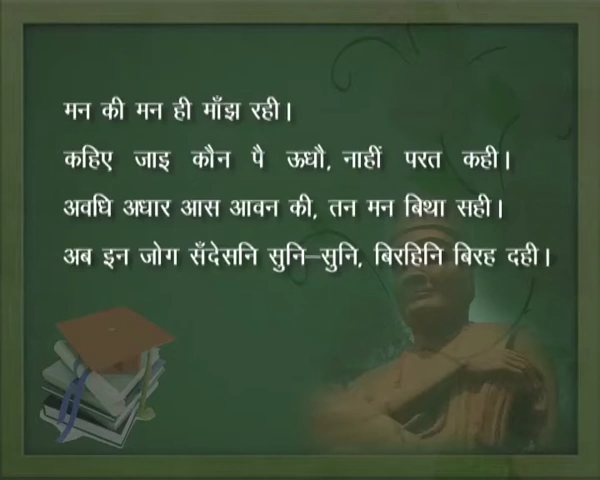 मन की मन ही माँझ रही।
कहिए जाइ कौन पै ऊधौ, नाहीं परत कही।
अवधि अधार आस आवन की, तन मन बिथा सही।
अब इन जोग सँदेसनि सुनि–सुनि, बिरहिनि बिरह दही।